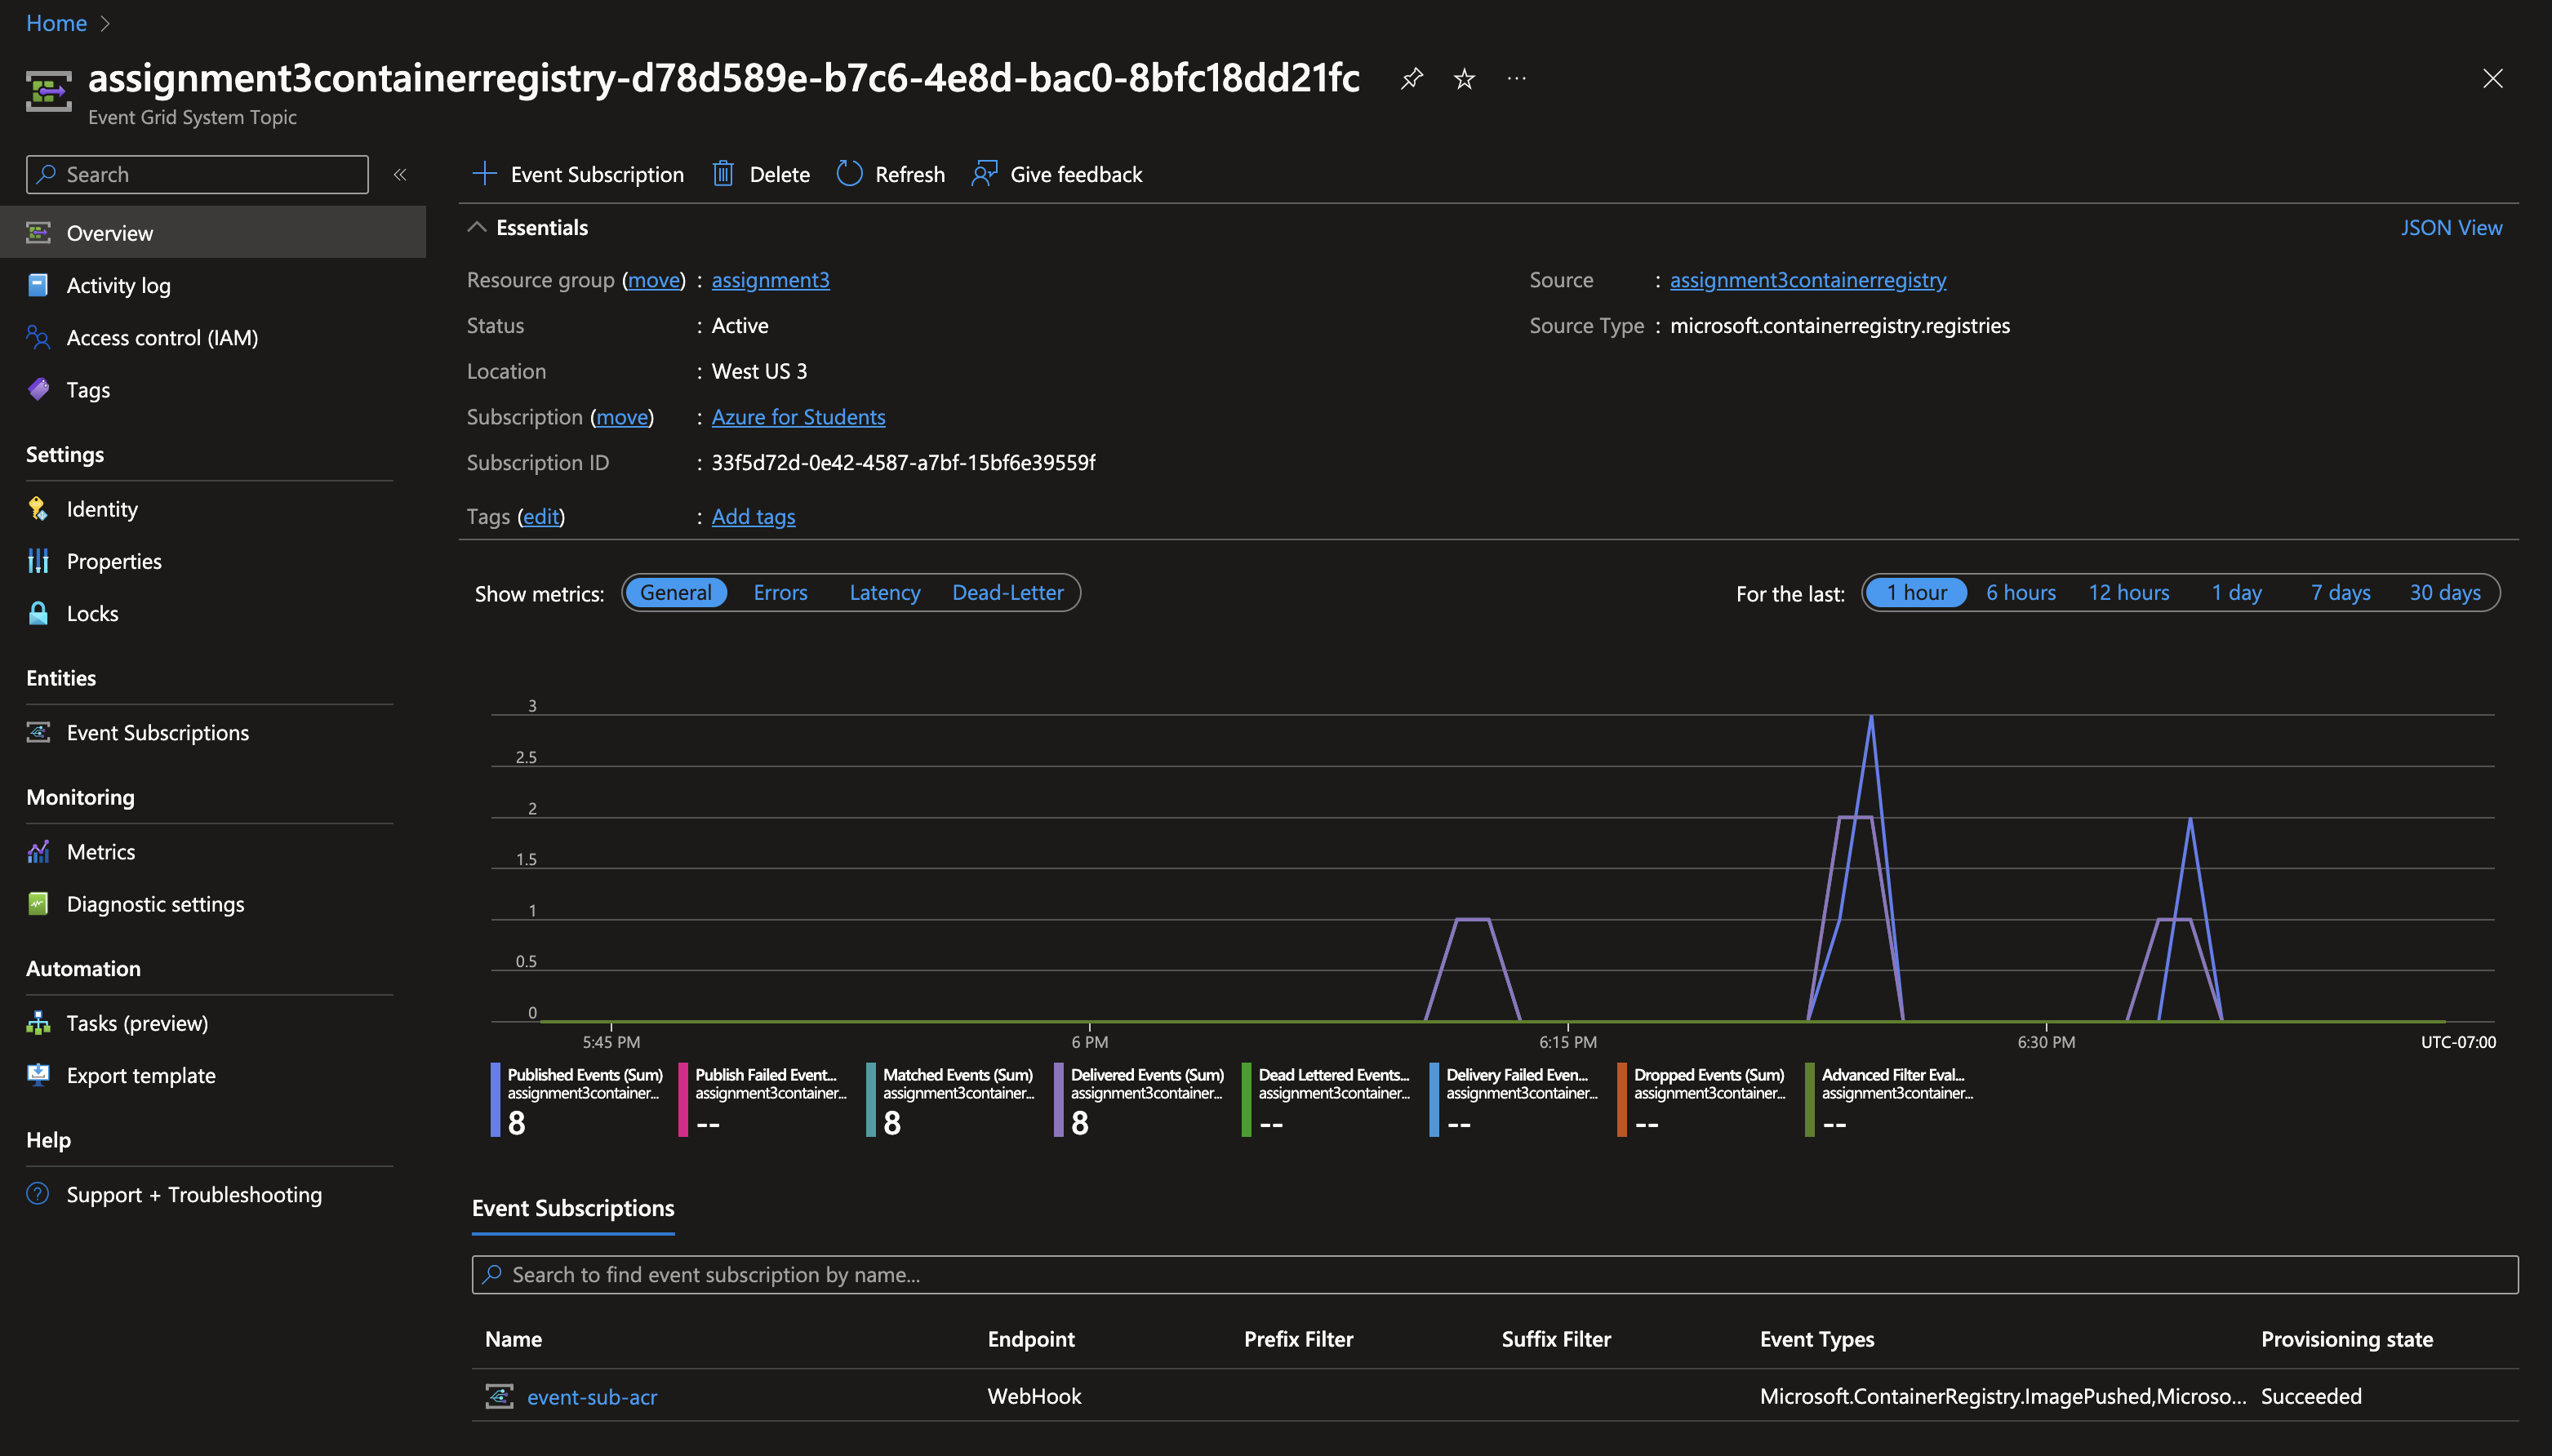 Home
assignment3containerregistry-d78d589e-b7c6-4e8d-bac0-8bfc18dd21fc
Event Grid System Topic
Search
Overview
Activity log
Access control (IAM)
Tags
Settings
Identity
Properties
Locks
Entities
Event Subscriptions
Monitoring
Metrics
Diagnostic settings
Automation
Tasks (preview)
Export template
Help
Support + Troubleshooting
Event Subscription Delete Refresh Give feedback
Essentials JSON View
Resource group (move) : assignment3
Status : Active
Location : West US 3
Subscription (move) : Azure for Students
Subscription ID : 33f5d72d-0e42-4587-a7bf-15bf6e39559f
Tags (edit) : Add tags
Source : assignment3containerregistry
Source Type : microsoft.containerregistry.registries
Show metrics: General Errors Latency Dead-Letter
For the last: 1 hour 6 hours 12 hours 1 day 7 days 30 days
3
2.5
2
1.5
1
0.5
0
5:45 PM 6 PM 6:15 PM 6:30 PM UTC-07:00
Published Events (Sum)
assignment3container...
8
Publish Failed Event...
assignment3container...
--
Matched Events (Sum)
assignment3container...
8
Delivered Events (Sum)
assignment3container...
8
Dead Lettered Events...
assignment3container...
--
Delivery Failed Even...
assignment3container...
--
Dropped Events (Sum)
assignment3container...
--
Advanced Filter Eval...
assignment3container...
--
Event Subscriptions
Search to find event subscription by name...
Name Endpoint Prefix Filter Suffix Filter Event Types Provisioning state
event-sub-acr WebHook Microsoft.ContainerRegistry.ImagePushed,Microso... Succeeded